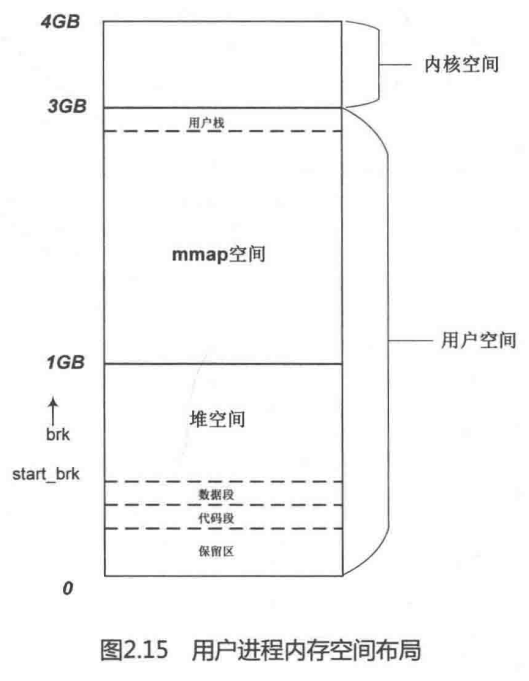 4GB
内核空间
3GB
用户栈
mmap空间
用户空间
1GB
堆空间
brk
start_brk
数据段
代码段
保留区
0
图2.15 用户进程内存空间布局